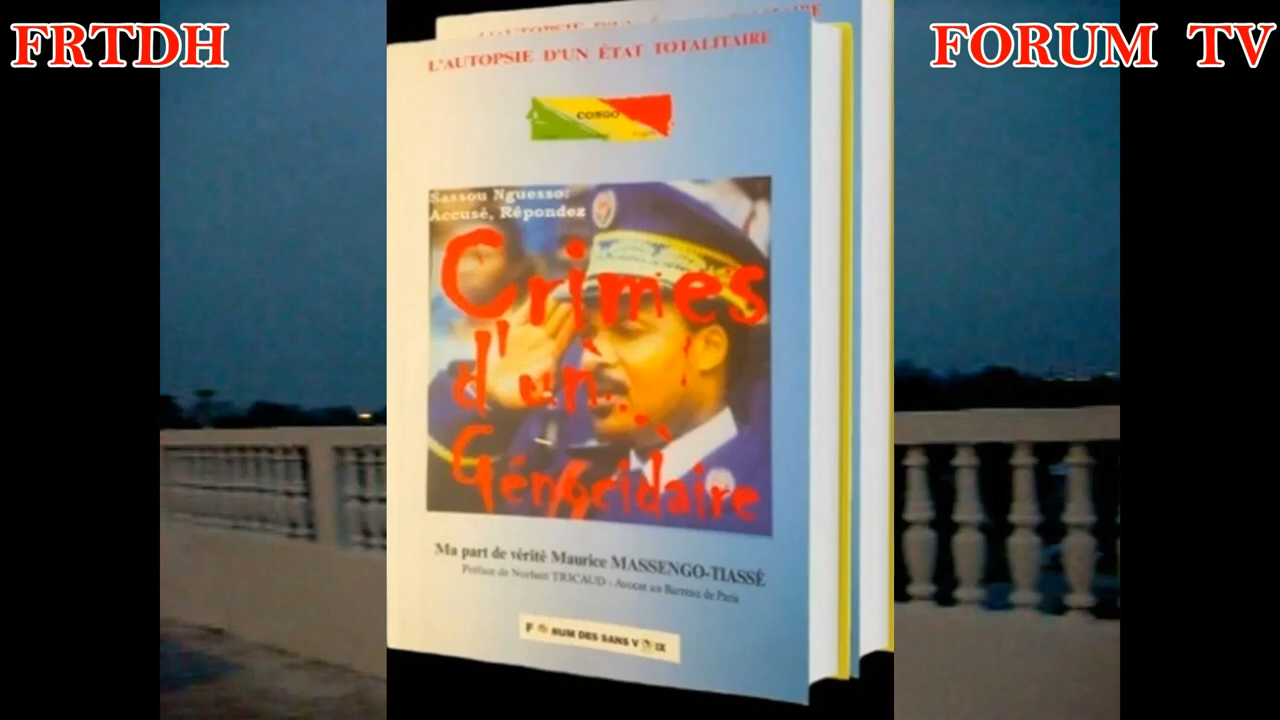 FRTDH
FORUM TV
L'AUTOPSIE D'UN ÉTAT TOTALITAIRE
CONGO
Sassou Nguesso:
Accusé, Répondez
Crimes
d'un
Génocidaire
Ma part de vérité Maurice MASSENGO-TIASSÉ
Préface de Norbert TRICAUD - Avocat au Barreau de Paris
FORUM DES SANS VOIX